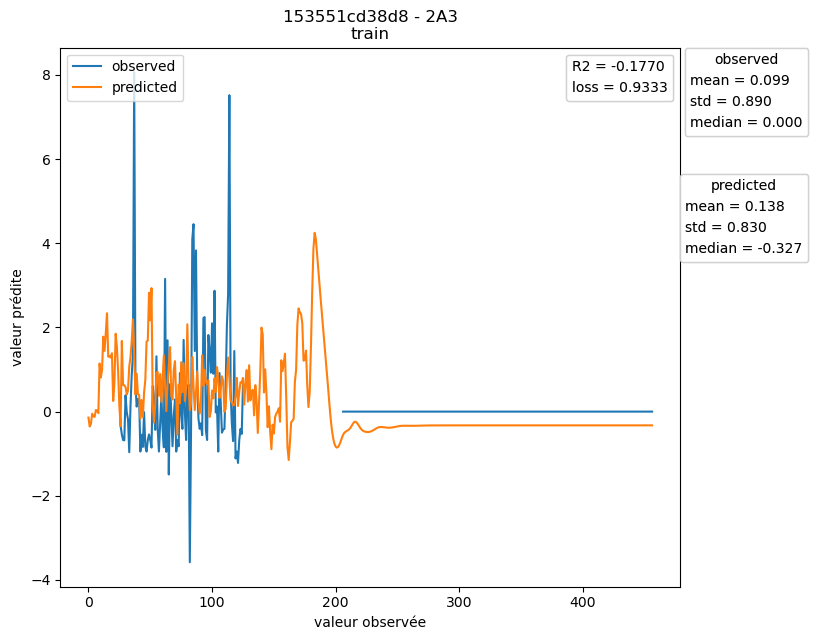 153551cd38d8 - 2A3
train
observed
predicted
R2 = -0.1770
loss = 0.9333
observed
mean = 0.099
std = 0.890
median = 0.000
predicted
mean = 0.138
std = 0.830
median = -0.327
8
6
4
2
0
−2
−4
valeur prédite
0
100
200
300
400
valeur observée